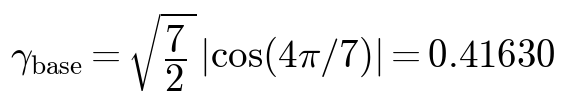 γ_base = √(7/2) |cos(4π/7)| = 0.41630